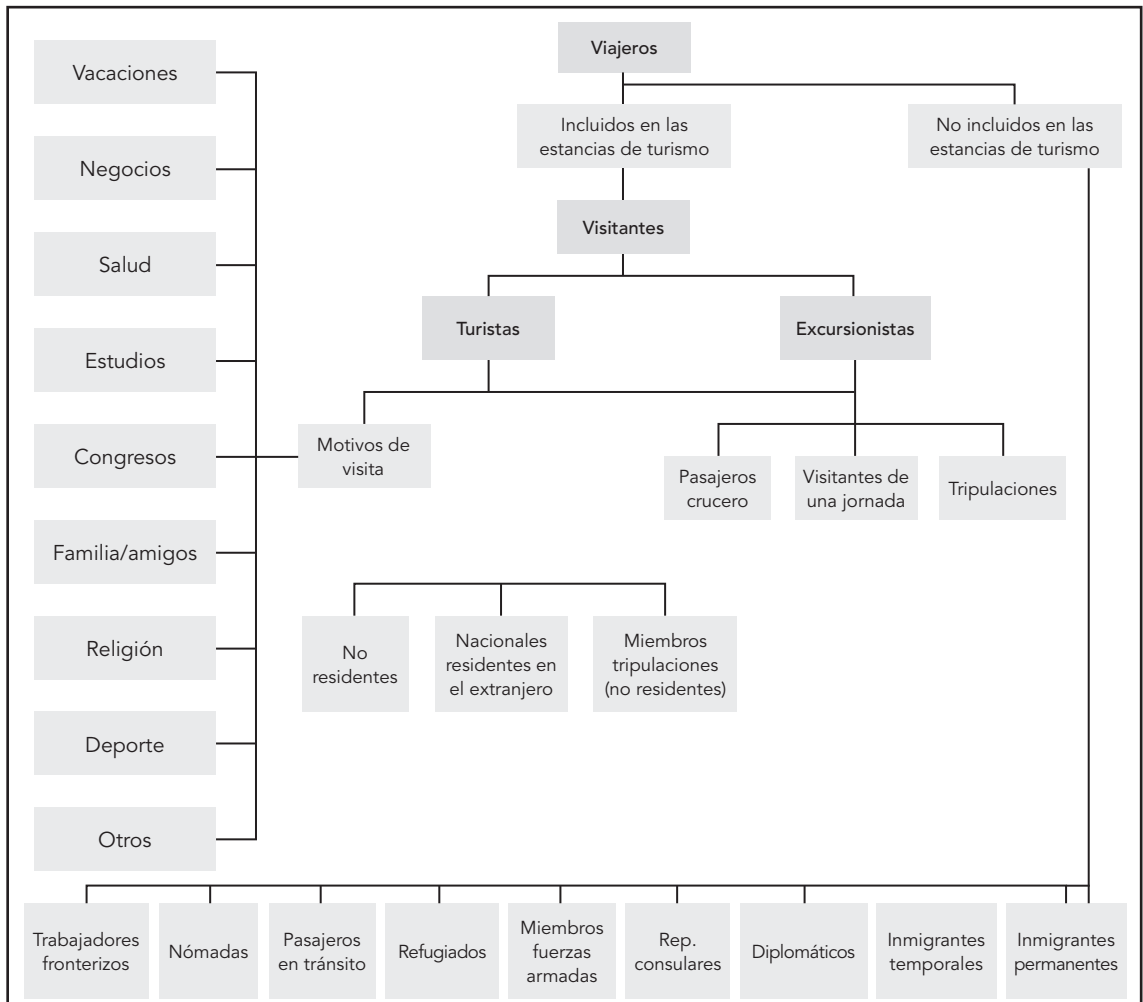 Viajeros
Incluidos en las
estancias de turismo
No incluidos en las
estancias de turismo
Visitantes
Turistas
Excursionistas
Motivos de
visita
Pasajeros
crucero
Visitantes de
una jornada
Tripulaciones
Vacaciones
Negocios
Salud
Estudios
Congresos
Familia/amigos
Religión
Deporte
Otros
No
residentes
Nacionales
residentes en
el extranjero
Miembros
tripulaciones
(no residentes)
Trabajadores
fronterizos
Nómadas
Pasajeros
en tránsito
Refugiados
Miembros
fuerzas
armadas
Rep.
consulares
Diplomáticos
Inmigrantes
temporales
Inmigrantes
permanentes